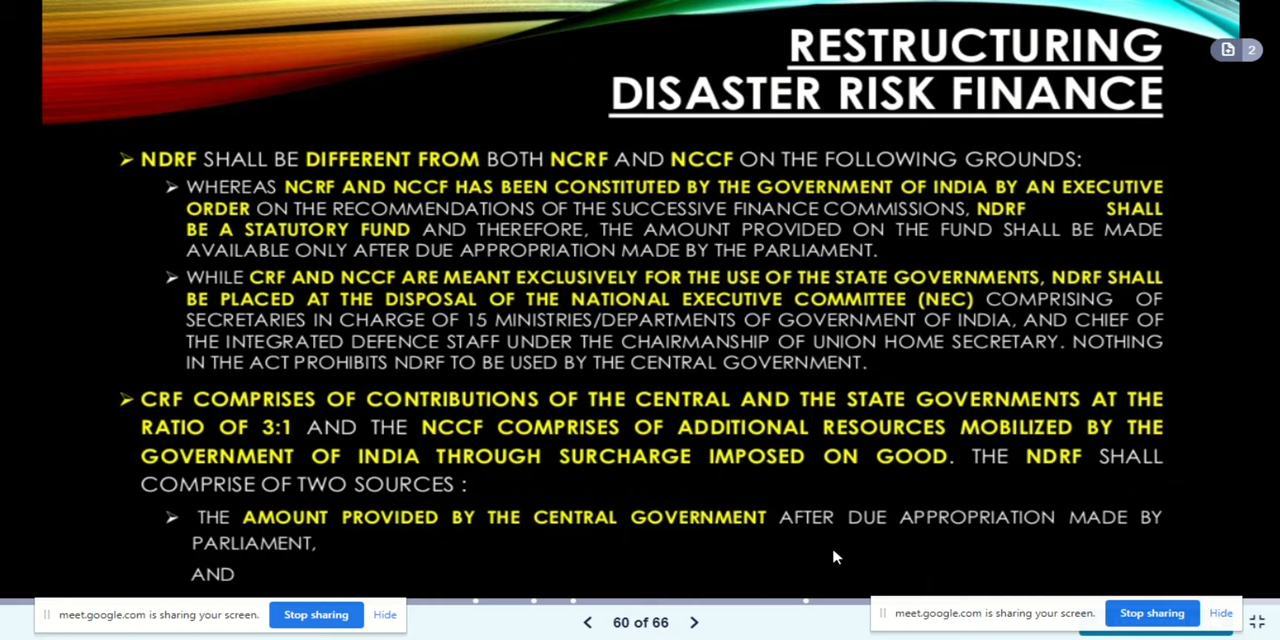 RESTRUCTURING
DISASTER RISK FINANCE
2
➢ NDRF SHALL BE DIFFERENT FROM BOTH NCRF AND NCCF ON THE FOLLOWING GROUNDS:
➢ WHEREAS NCRF AND NCCF HAS BEEN CONSTITUTED BY THE GOVERNMENT OF INDIA BY AN EXECUTIVE
ORDER ON THE RECOMMENDATIONS OF THE SUCCESSIVE FINANCE COMMISSIONS, NDRF SHALL
BE A STATUTORY FUND AND THEREFORE, THE AMOUNT PROVIDED ON THE FUND SHALL BE MADE
AVAILABLE ONLY AFTER DUE APPROPRIATION MADE BY THE PARLIAMENT.
➢ WHILE CRF AND NCCF ARE MEANT EXCLUSIVELY FOR THE USE OF THE STATE GOVERNMENTS, NDRF SHALL
BE PLACED AT THE DISPOSAL OF THE NATIONAL EXECUTIVE COMMITTEE (NEC) COMPRISING OF
SECRETARIES IN CHARGE OF 15 MINISTRIES/DEPARTMENTS OF GOVERNMENT OF INDIA, AND CHIEF OF
THE INTEGRATED DEFENCE STAFF UNDER THE CHAIRMANSHIP OF UNION HOME SECRETARY. NOTHING
IN THE ACT PROHIBITS NDRF TO BE USED BY THE CENTRAL GOVERNMENT.
➢ CRF COMPRISES OF CONTRIBUTIONS OF THE CENTRAL AND THE STATE GOVERNMENTS AT THE
RATIO OF 3:1 AND THE NCCF COMPRISES OF ADDITIONAL RESOURCES MOBILIZED BY THE
GOVERNMENT OF INDIA THROUGH SURCHARGE IMPOSED ON GOOD. THE NDRF SHALL
COMPRISE OF TWO SOURCES :
➢ THE AMOUNT PROVIDED BY THE CENTRAL GOVERNMENT AFTER DUE APPROPRIATION MADE BY
PARLIAMENT,
AND
meet.google.com is sharing your screen. Stop sharing Hide
60 of 66
meet.google.com is sharing your screen. Stop sharing Hide